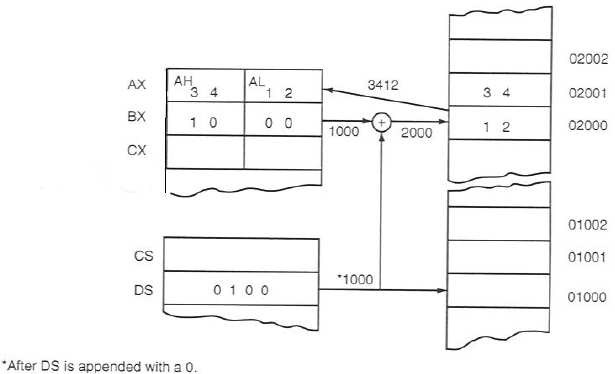 02002
AX AH 3 4 AL 1 2 3412 3 4 02001
BX 1 0 0 0 1000 + 2000 1 2 02000
CX
01002
CS 01001
DS 0 1 0 0 *1000 01000
*After DS is appended with a 0.